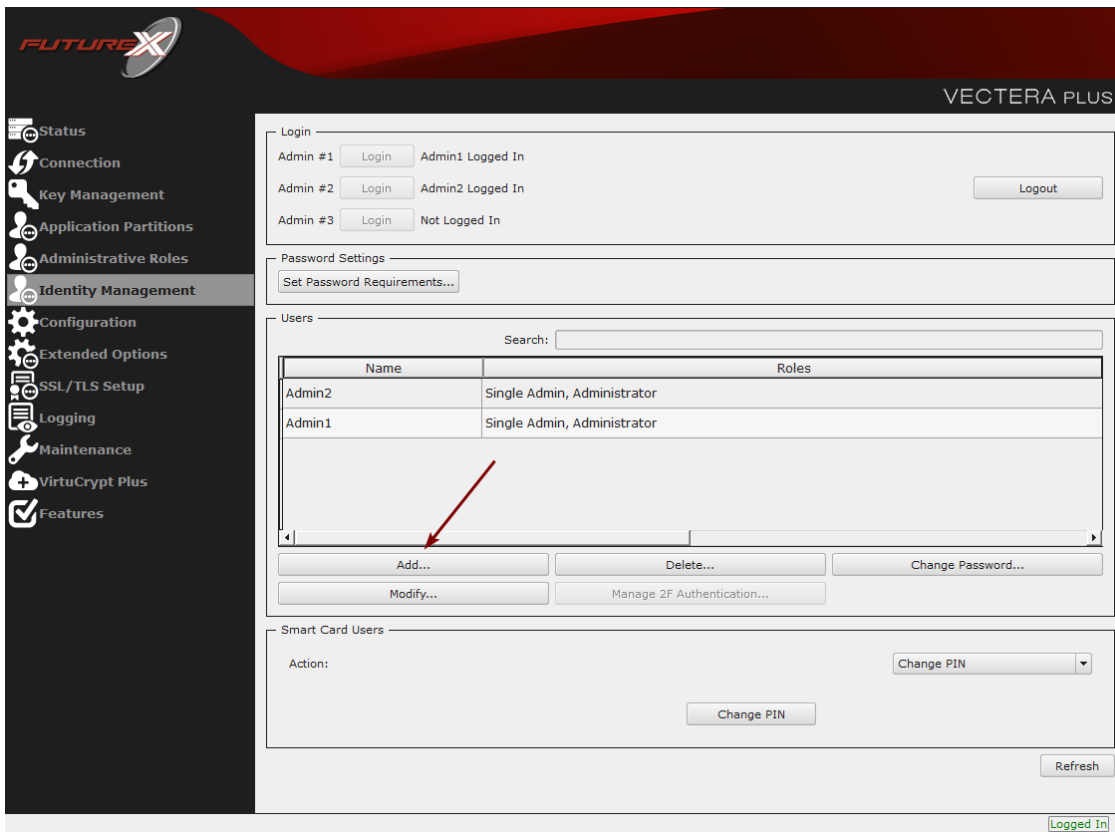 FUTUREX
VECTERA PLUS
Status
Connection
Key Management
Application Partitions
Administrative Roles
Identity Management
Configuration
Extended Options
SSL/TLS Setup
Logging
Maintenance
VirtuCrypt Plus
Features
Login
Admin #1 Login Admin1 Logged In
Admin #2 Login Admin2 Logged In Logout
Admin #3 Login Not Logged In
Password Settings
Set Password Requirements...
Users
Search:
Name Roles
Admin2 Single Admin, Administrator
Admin1 Single Admin, Administrator
Add... Delete... Change Password...
Modify... Manage 2F Authentication...
Smart Card Users
Action: Change PIN
Change PIN
Refresh
Logged In